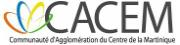 CACEM
Communauté d'Agglomération du Centre de la Martinique